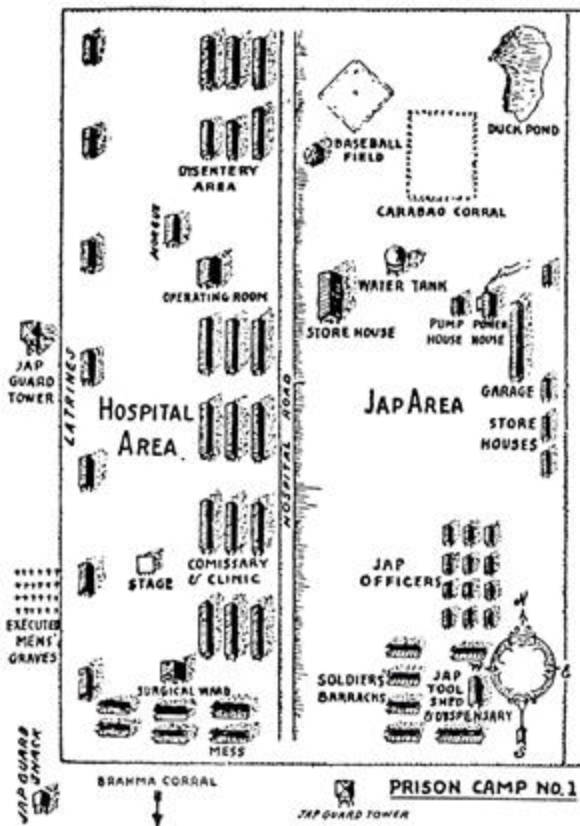 DUCK POND
BASEBALL
FIELD
DISENTERY
AREA
CARABAO CORRAL
MORGUE
OPERATING ROOM
WATER TANK
STORE HOUSE
PUMP
HOUSE
POWER
HOUSE
JAP
GUARD
TOWER
LATRINES
HOSPITAL
AREA
HOSPITAL ROAD
JAP AREA
GARAGE
STORE
HOUSES
STAGE
COMISSARY
& CLINIC
JAP
OFFICERS
EXECUTED
MENS'
GRAVES
N
E
S
W
SURGICAL WARD
SOLDIERS
BARRACKS
JAP
TOOL
SHED
& DISPENSARY
MESS
JAP GUARD
SHACK
BRAHMA CORRAL
JAP GUARD TOWER
PRISON CAMP NO.1